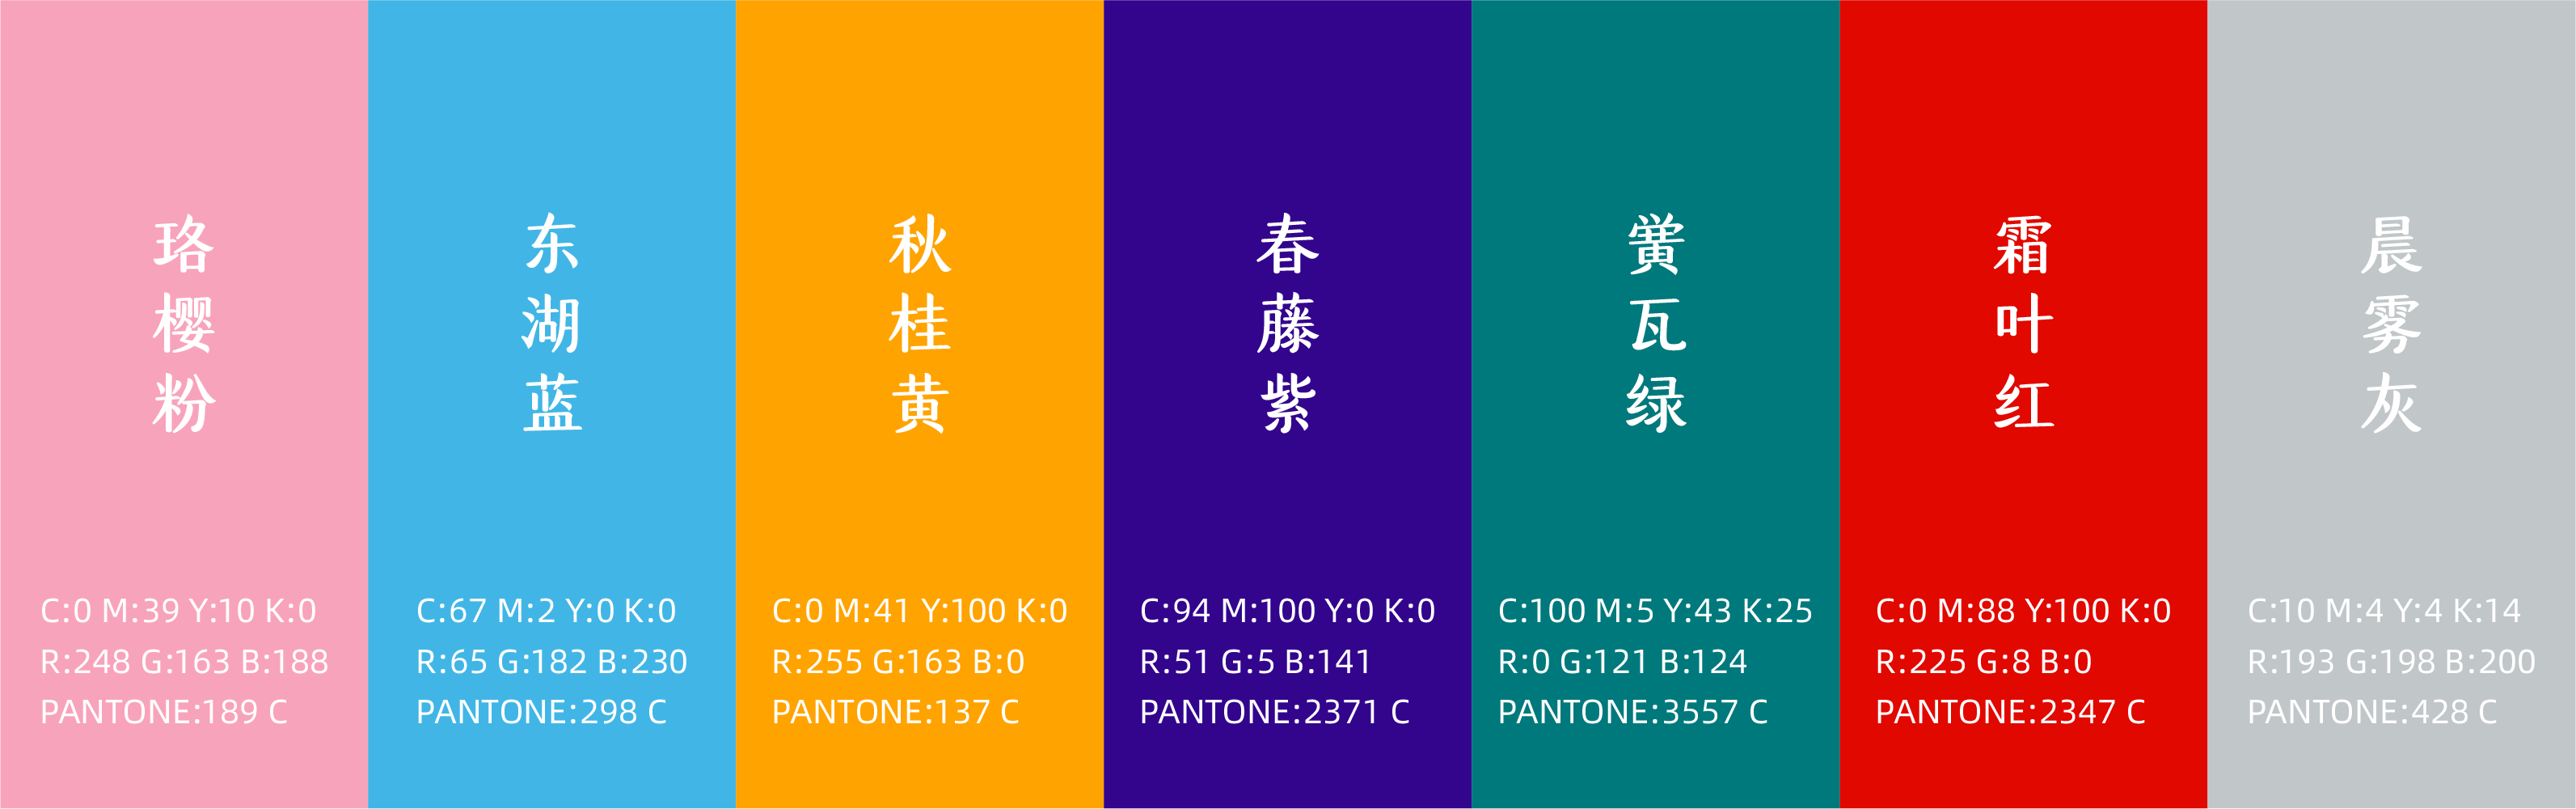 珞樱粉
C:0 M:39 Y:10 K:0
R:248 G:163 B:188
PANTONE:189 C
东湖蓝
C:67 M:2 Y:0 K:0
R:65 G:182 B:230
PANTONE:298 C
秋桂黄
C:0 M:41 Y:100 K:0
R:255 G:163 B:0
PANTONE:137 C
春藤紫
C:94 M:100 Y:0 K:0
R:51 G:5 B:141
PANTONE:2371 C
黉瓦绿
C:100 M:5 Y:43 K:25
R:0 G:121 B:124
PANTONE:3557 C
霜叶红
C:0 M:88 Y:100 K:0
R:225 G:8 B:0
PANTONE:2347 C
晨雾灰
C:10 M:4 Y:4 K:14
R:193 G:198 B:200
PANTONE:428 C